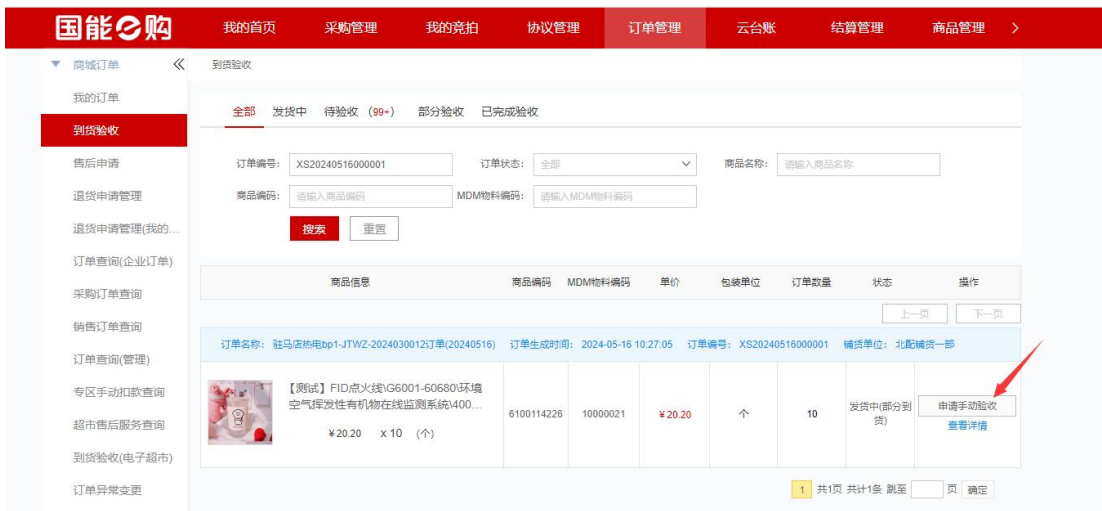 国能e购 我的首页 采购管理 我的竞拍 协议管理 订单管理 云台账 结算管理 商品管理
商城订单
到货验收
我的订单
到货验收
售后申请
退货申请管理
退货申请管理(我的...
订单查询(企业订单)
采购订单查询
销售订单查询
订单查询(管理)
专区手动扣款查询
超市售后服务查询
到货验收(电子超市)
订单异常变更
全部 发货中 待验收 (99+) 部分验收 已完成验收
订单编号: XS20240516000001 订单状态: 全部 商品名称: 请输入商品名称
商品编码: 请输入商品编码 MDM物料编码: 请输入MDM物料编码
搜索 重置
商品信息 商品编码 MDM物料编码 单价 包装单位 订单数量 状态 操作
上一页 下一页
订单名称: 驻马店热电bp1-JTWZ-2024030012订单(20240516) 订单生成时间: 2024-05-16 10:27:05 订单编号: XS20240516000001 铺货单位: 北配铺货一部
【测试】FID点火线\G6001-60680\环境
空气挥发性有机物在线监测系统\400...
¥20.20 x 10 (个)
6100114226 10000021 ¥20.20 个 10 发货中(部分到
货)
申请手动验收
查看详情
1 共1页 共计1条 跳至 页 确定